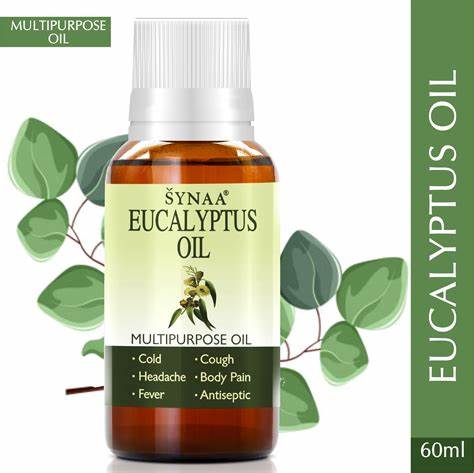 MULTIPURPOSE
OIL
ŠYNAA®
EUCALYPTUS
OIL
MULTIPURPOSE OIL
• Cold • Cough
• Headache • Body Pain
• Fever • Antiseptic
EUCALYPTUS OIL
60ml